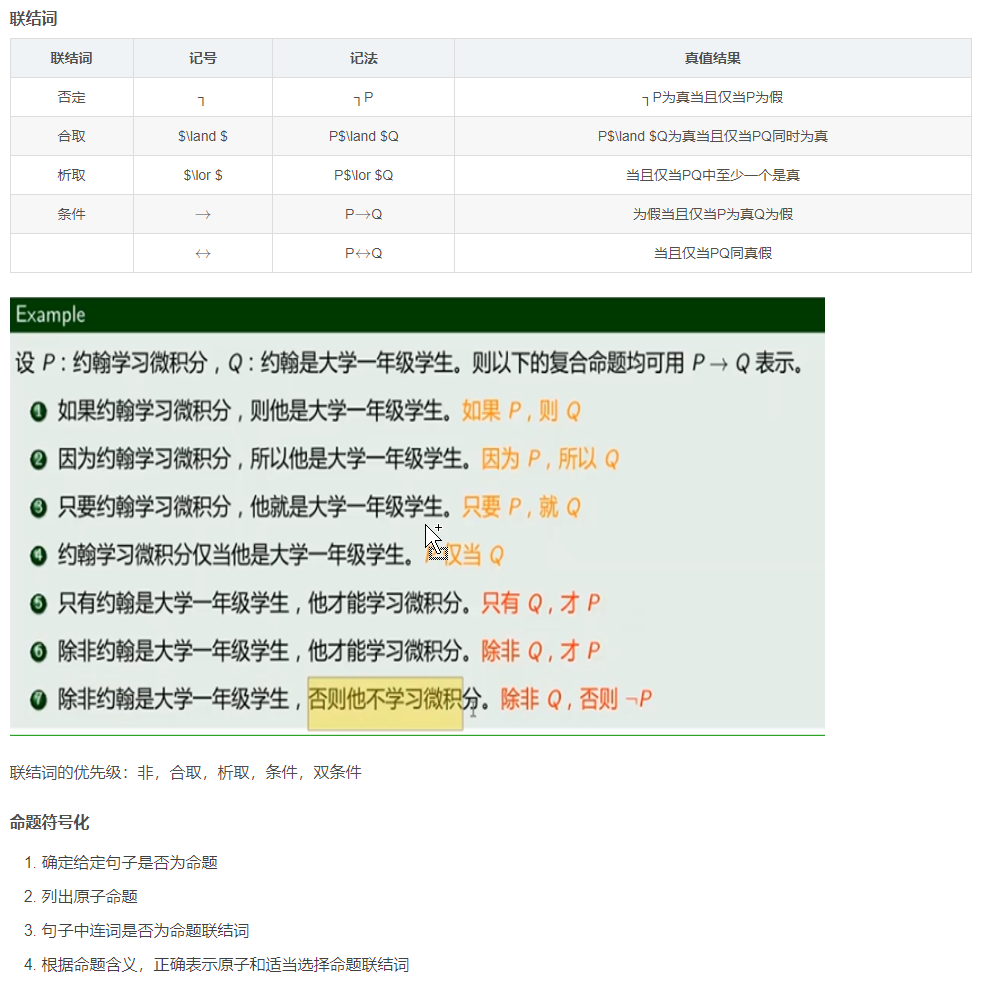 联结词
联结词 记号 记法 真值结果
否定 ┐ ┐P ┐P为真当且仅当P为假
合取 $\land $ P$\land $Q P$\land $Q为真当且仅当PQ同时为真
析取 $\lor $ P$\lor $Q 当且仅当PQ中至少一个是真
条件 → P→Q 为假当且仅当P为真Q为假
↔ P↔Q 当且仅当PQ同真假
Example
设 P：约翰学习微积分，Q：约翰是大学一年级学生。则以下的复合命题均可用 P → Q 表示。
1 如果约翰学习微积分，则他是大学一年级学生。如果 P，则 Q
2 因为约翰学习微积分，所以他是大学一年级学生。因为 P，所以 Q
3 只要约翰学习微积分，他就是大学一年级学生。只要 P，就 Q
4 约翰学习微积分仅当他是大学一年级学生。仅当 Q
5 只有约翰是大学一年级学生，他才能学习微积分。只有 Q，才 P
6 除非约翰是大学一年级学生，他才能学习微积分。除非 Q，才 P
7 除非约翰是大学一年级学生，否则他不学习微积分。除非 Q，否则 ¬P
联结词的优先级：非，合取，析取，条件，双条件
命题符号化
1. 确定给定句子是否为命题
2. 列出原子命题
3. 句子中连词是否为命题联结词
4. 根据命题含义，正确表示原子和适当选择命题联结词